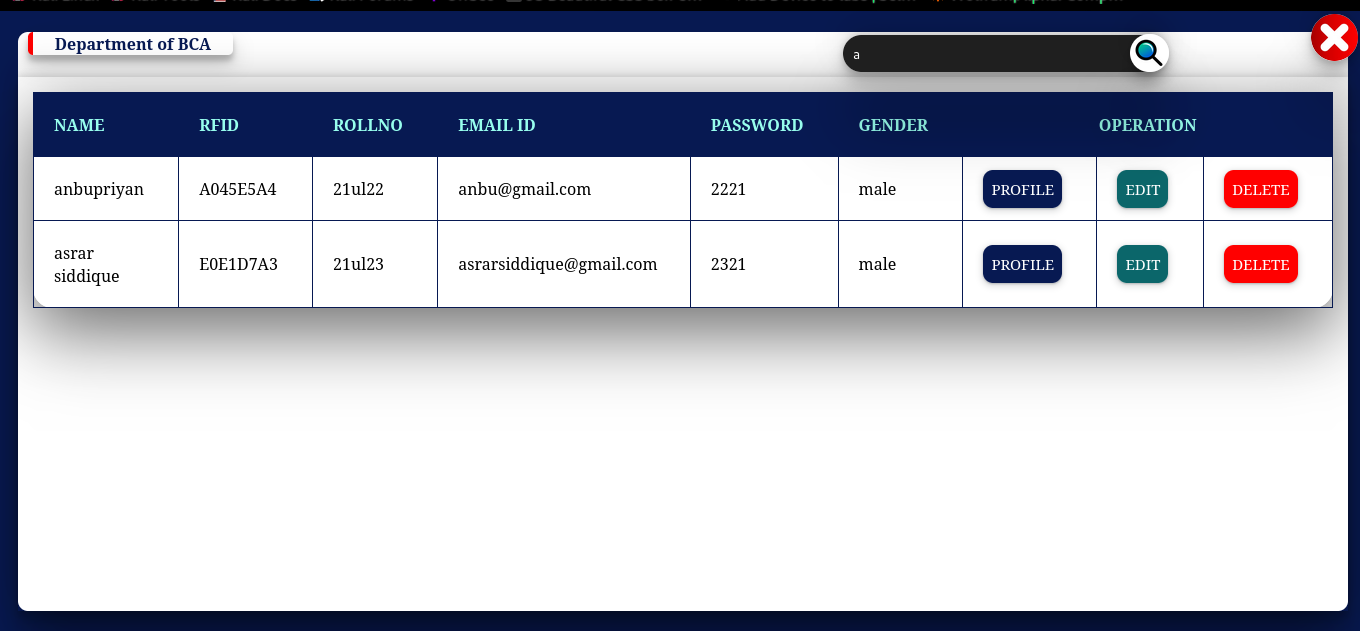 Department of BCA
a
NAME RFID ROLLNO EMAIL ID PASSWORD GENDER OPERATION
anbupriyan A045E5A4 21ul22 anbu@gmail.com 2221 male PROFILE EDIT DELETE
asrar
siddique E0E1D7A3 21ul23 asrarsiddique@gmail.com 2321 male PROFILE EDIT DELETE